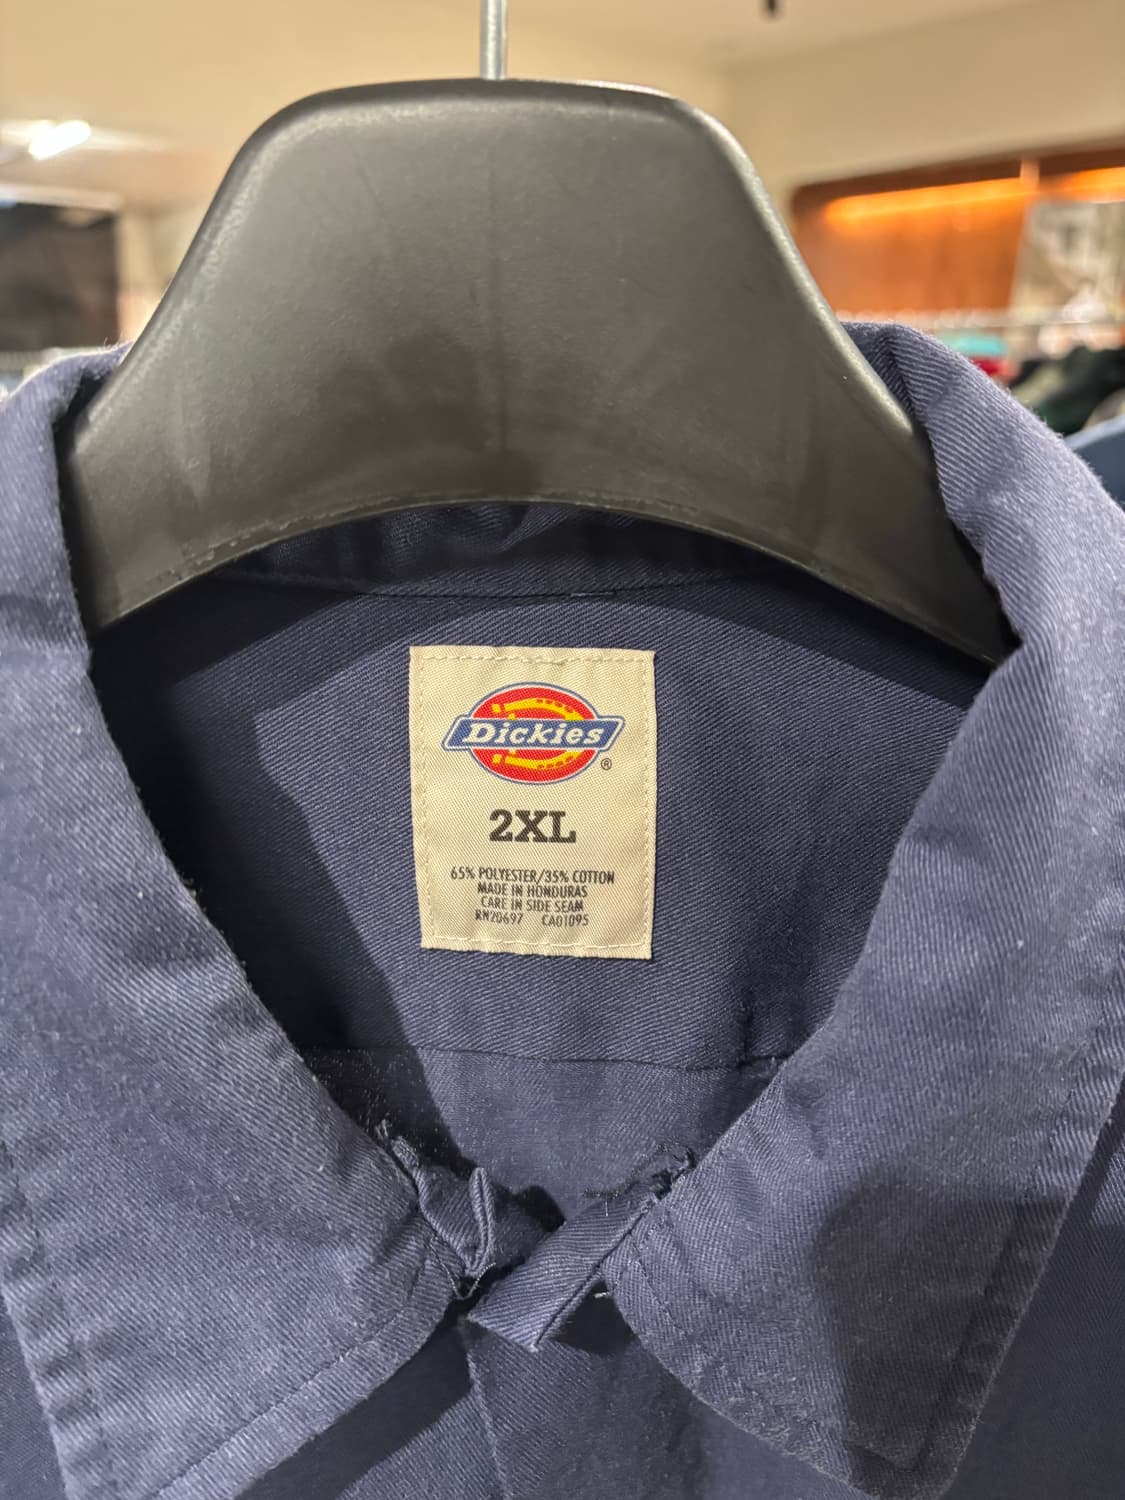 Dickies
®
2XL
65% POLYESTER/35% COTTON
MADE IN HONDURAS
CARE IN SIDE SEAM
RN20697 CA01095